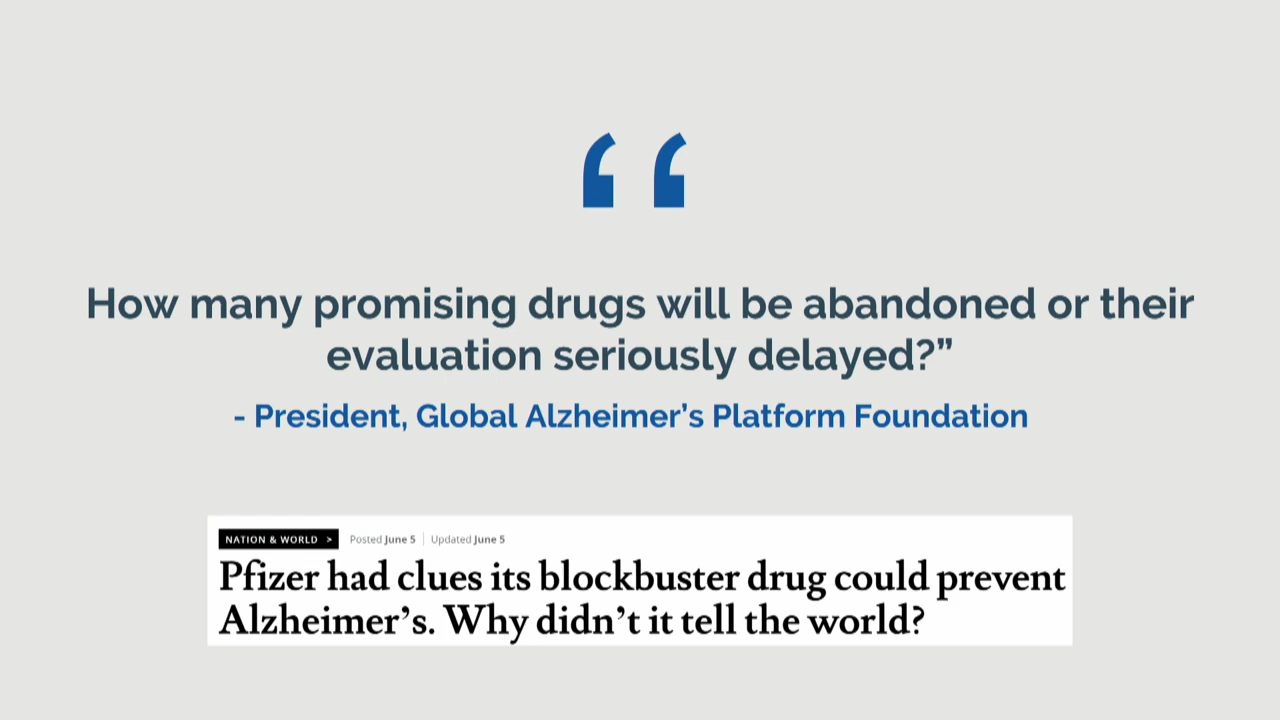 “
How many promising drugs will be abandoned or their
evaluation seriously delayed?”
- President, Global Alzheimer’s Platform Foundation
NATION & WORLD > Posted June 5 | Updated June 5
Pfizer had clues its blockbuster drug could prevent
Alzheimer’s. Why didn’t it tell the world?